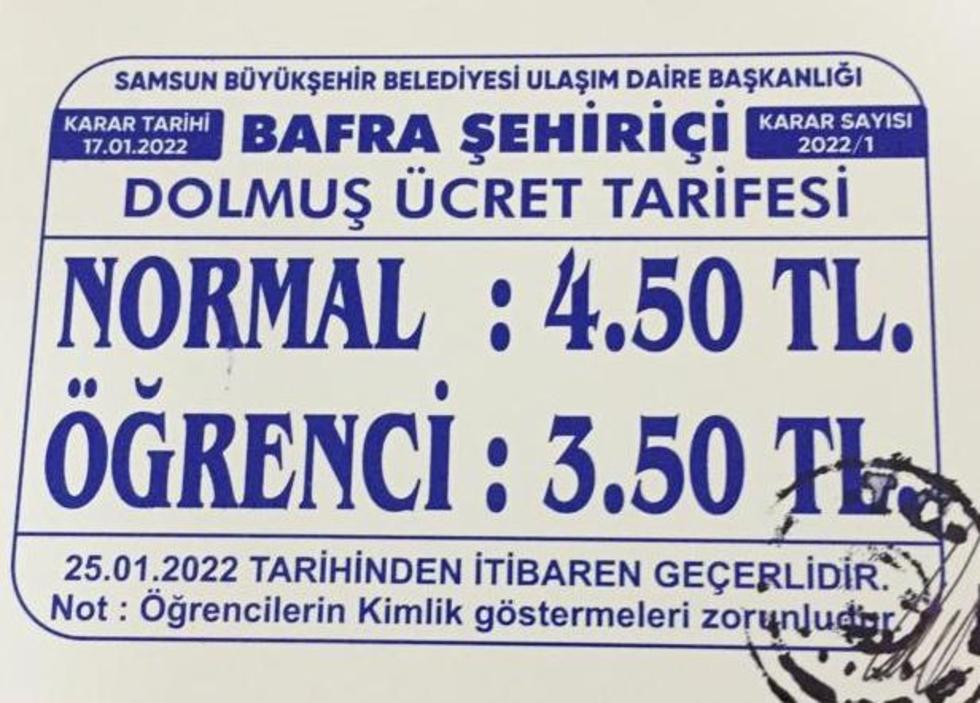 SAMSUN BÜYÜKŞEHİR BELEDİYESİ ULAŞIM DAİRE BAŞKANLIĞI
KARAR TARİHİ
17.01.2022
BAFRA ŞEHİRİÇİ
KARAR SAYISI
2022/1
DOLMUŞ ÜCRET TARİFESİ
NORMAL : 4.50 TL.
ÖĞRENCİ : 3.50 TL.
25.01.2022 TARİHİNDEN İTİBAREN GEÇERLİDİR.
Not : Öğrencilerin Kimlik göstermeleri zorunludur.